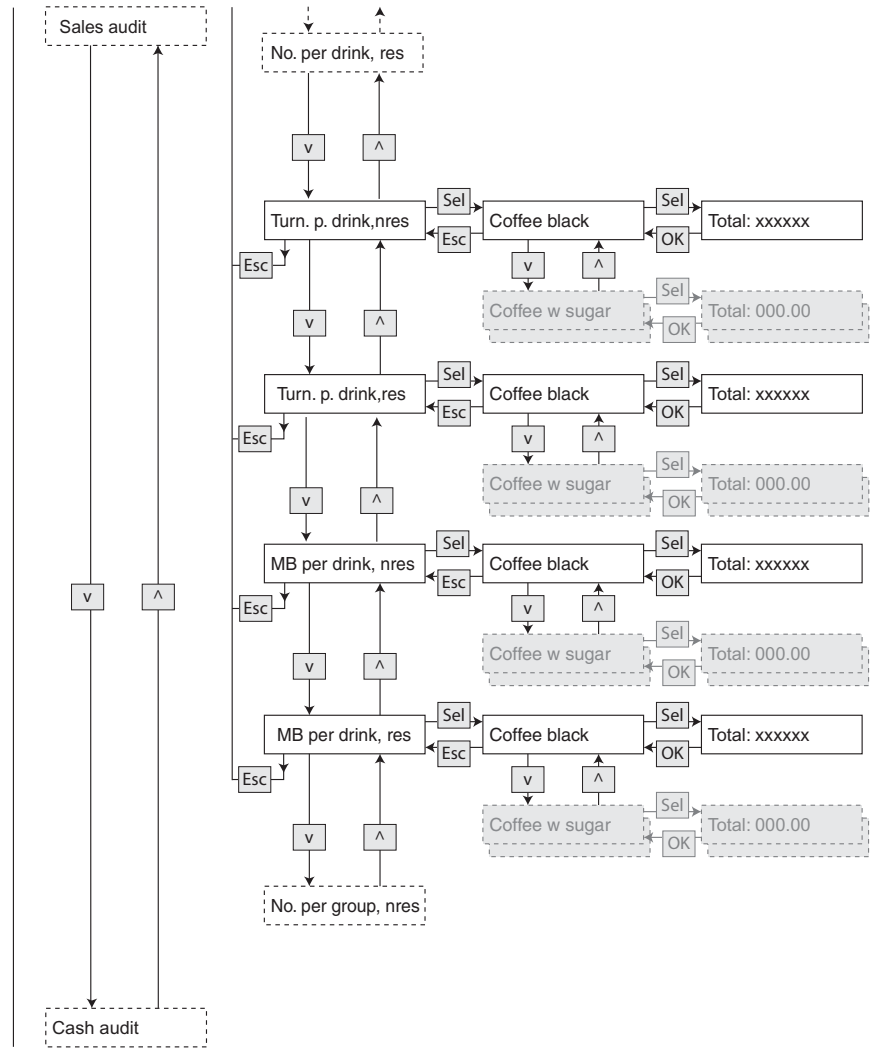 Sales audit
No. per drink, res
v ^
Turn. p. drink,nres Sel Coffee black Sel Total: xxxxxx
Esc OK
Esc v ^
Coffee w sugar Sel Total: 000.00
OK
v ^
Turn. p. drink,res Sel Coffee black Sel Total: xxxxxx
Esc OK
Esc v ^
Coffee w sugar Sel Total: 000.00
OK
v ^
MB per drink, nres Sel Coffee black Sel Total: xxxxxx
Esc OK
v ^ Esc v ^
Coffee w sugar Sel Total: 000.00
OK
v ^
MB per drink, res Sel Coffee black Sel Total: xxxxxx
Esc OK
Esc v ^
Coffee w sugar Sel Total: 000.00
OK
v ^
No. per group, nres
Cash audit